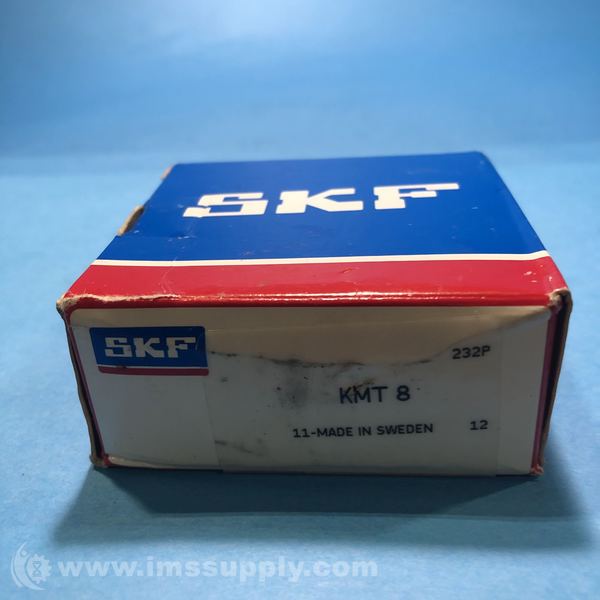 SKF
SKF
232P
KMT 8
11-MADE IN SWEDEN 12
www.imssupply.com